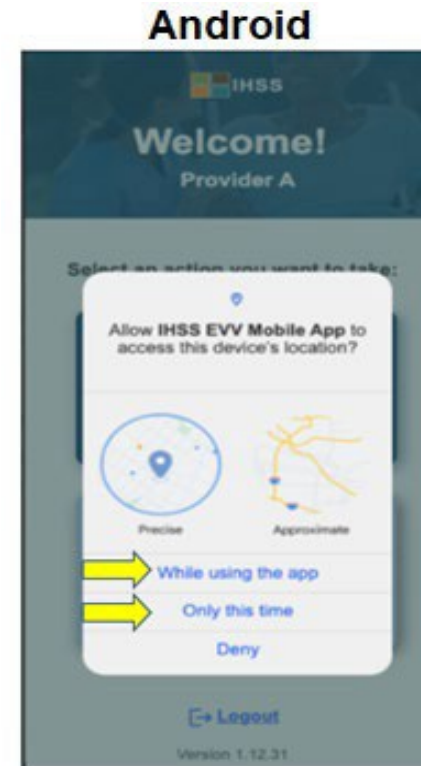 Android
IHSS
Welcome!
Provider A
Select an action you want to take:
Allow IHSS EVV Mobile App to
access this device's location?
Precise
Approximate
While using the app
Only this time
Deny
Logout
Version 1.12.31